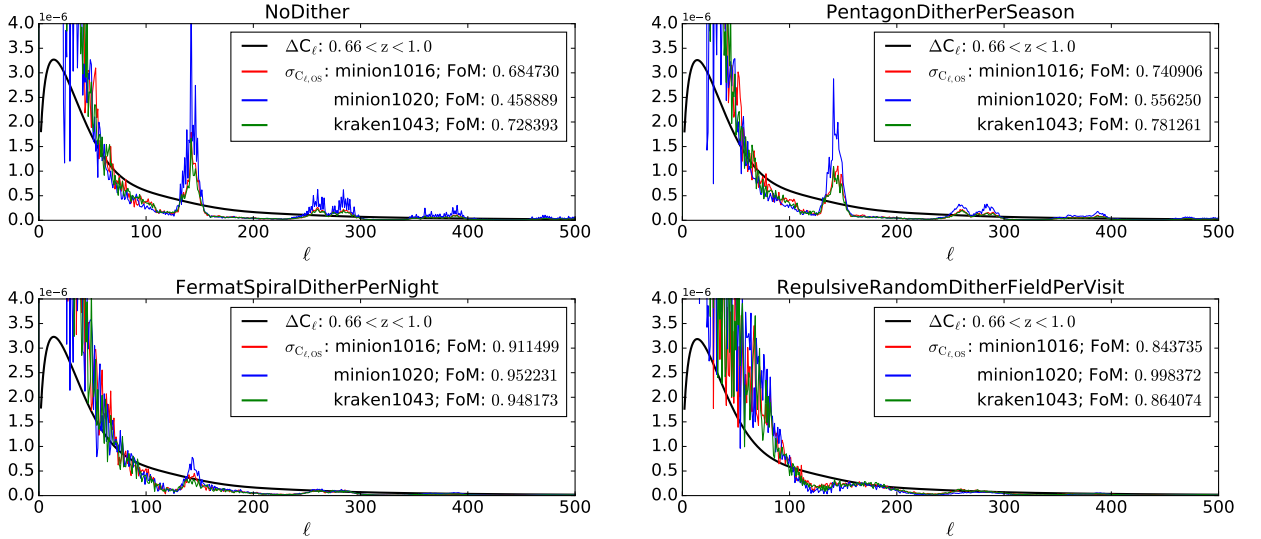 NoDither
1e−6
4.0
3.5
3.0
2.5
2.0
1.5
1.0
0.5
0.0
0 100 200 300 400 500
ℓ
ΔCℓ: 0.66 < z < 1.0
σCℓ,OS: minion1016; FoM: 0.684730
minion1020; FoM: 0.458889
kraken1043; FoM: 0.728393
PentagonDitherPerSeason
1e−6
4.0
3.5
3.0
2.5
2.0
1.5
1.0
0.5
0.0
0 100 200 300 400 500
ℓ
ΔCℓ: 0.66 < z < 1.0
σCℓ,OS: minion1016; FoM: 0.740906
minion1020; FoM: 0.556250
kraken1043; FoM: 0.781261
FermatSpiralDitherPerNight
1e−6
4.0
3.5
3.0
2.5
2.0
1.5
1.0
0.5
0.0
0 100 200 300 400 500
ℓ
ΔCℓ: 0.66 < z < 1.0
σCℓ,OS: minion1016; FoM: 0.911499
minion1020; FoM: 0.952231
kraken1043; FoM: 0.948173
RepulsiveRandomDitherFieldPerVisit
1e−6
4.0
3.5
3.0
2.5
2.0
1.5
1.0
0.5
0.0
0 100 200 300 400 500
ℓ
ΔCℓ: 0.66 < z < 1.0
σCℓ,OS: minion1016; FoM: 0.843735
minion1020; FoM: 0.998372
kraken1043; FoM: 0.864074